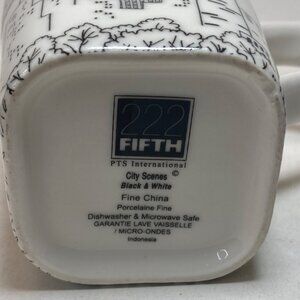 222
FIFTH
PTS International
City Scenes ©
Black & White
Fine China
Porcelaine Fine
Dishwasher & Microwave Safe
GARANTIE LAVE VAISSELLE
/ MICRO-ONDES
Indonesia